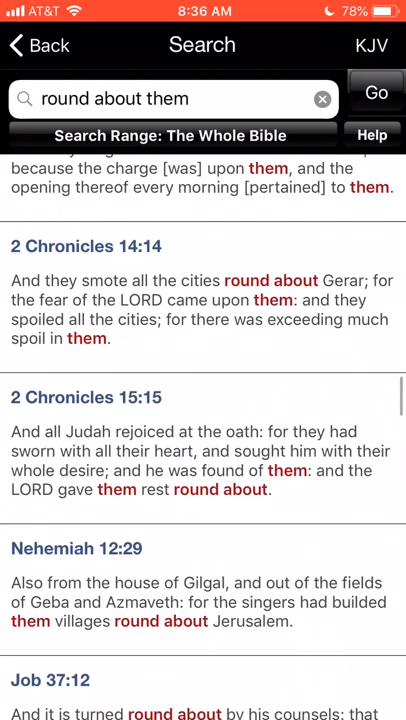 AT&T 8:36 AM 78%
Back Search KJV
round about them Go
Search Range: The Whole Bible Help
because the charge [was] upon them, and the
opening thereof every morning [pertained] to them.
2 Chronicles 14:14
And they smote all the cities round about Gerar; for
the fear of the LORD came upon them: and they
spoiled all the cities; for there was exceeding much
spoil in them.
2 Chronicles 15:15
And all Judah rejoiced at the oath: for they had
sworn with all their heart, and sought him with their
whole desire; and he was found of them: and the
LORD gave them rest round about.
Nehemiah 12:29
Also from the house of Gilgal, and out of the fields
of Geba and Azmaveth: for the singers had builded
them villages round about Jerusalem.
Job 37:12
And it is turned round about by his counsels: that